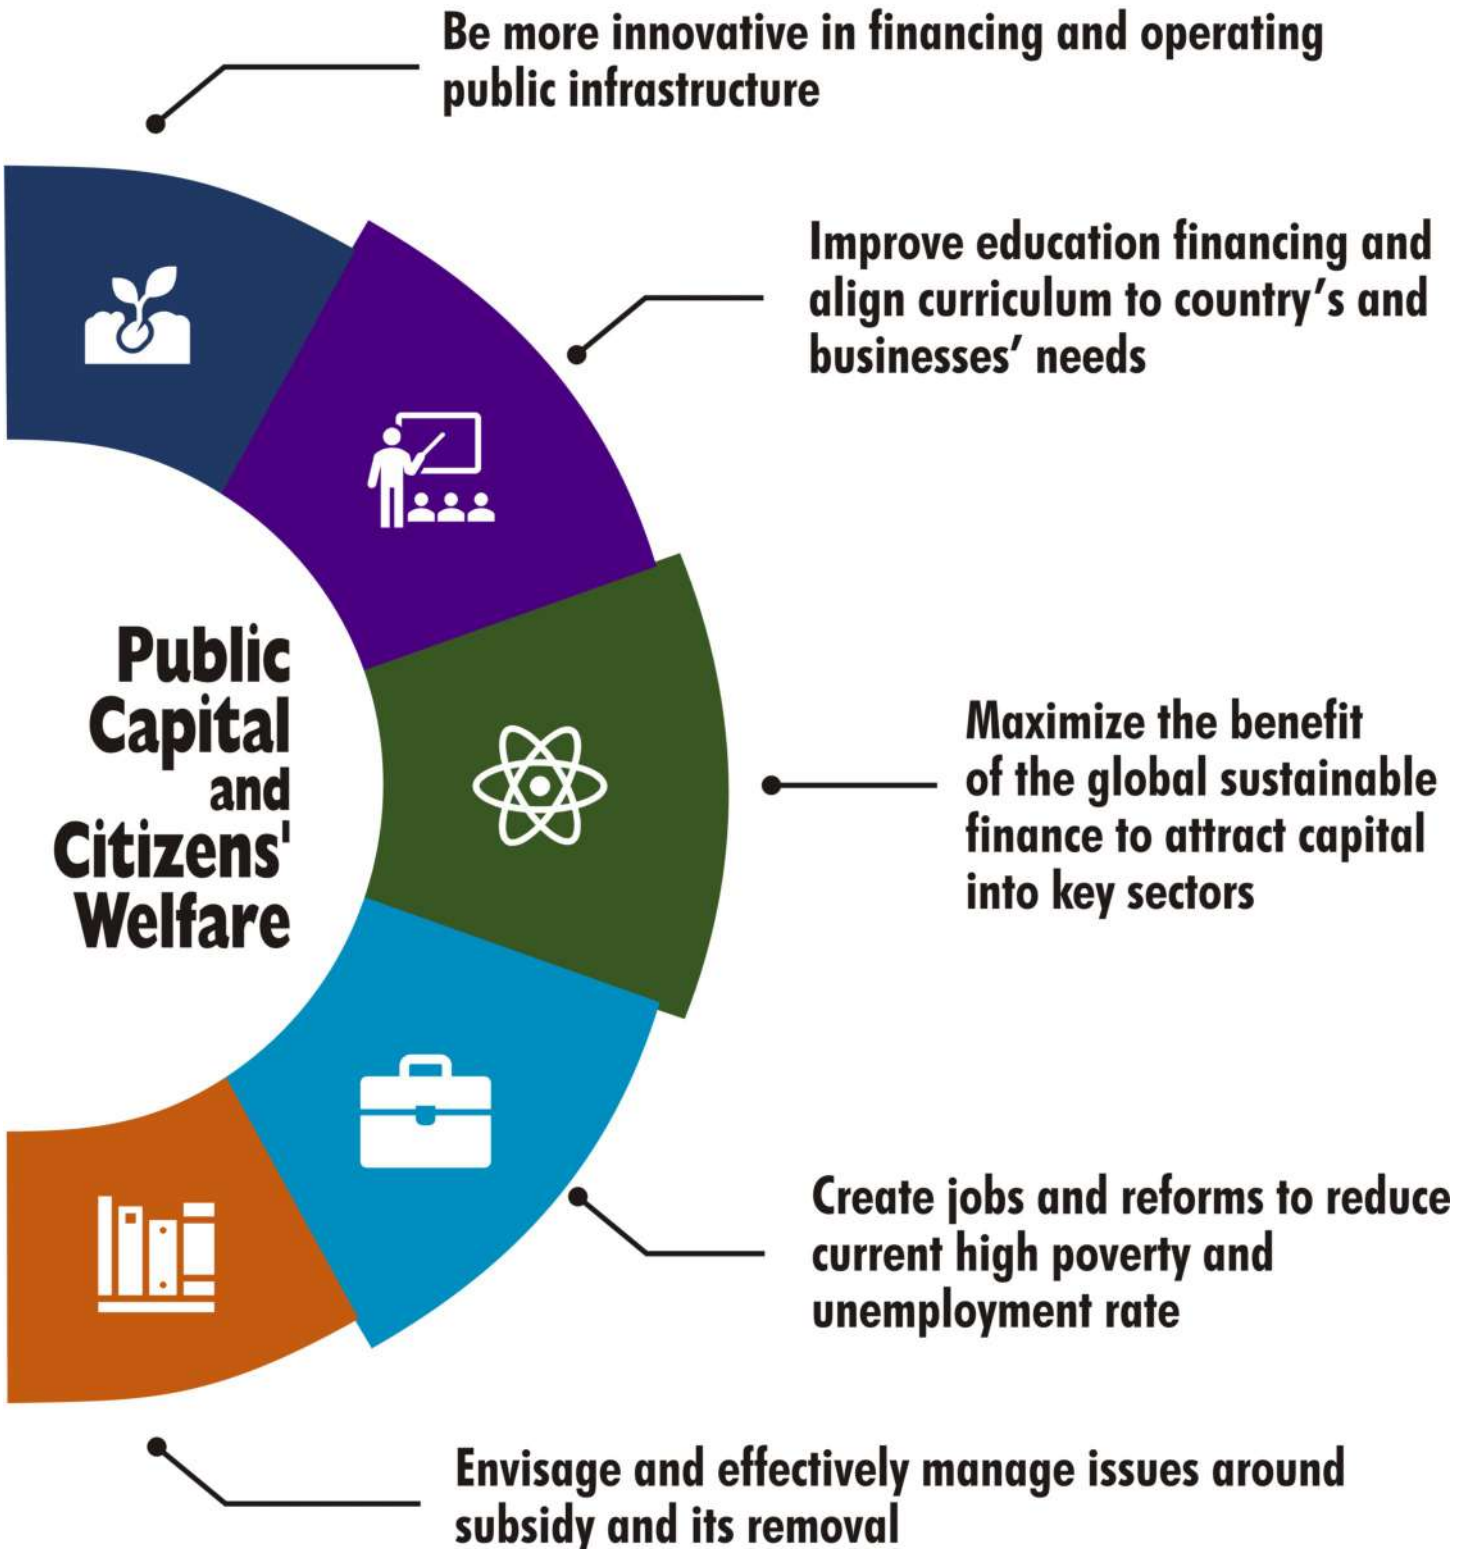 Be more innovative in financing and operating
public infrastructure
Improve education financing and
align curriculum to country's and
businesses' needs
Public
Capital
and
Citizens'
Welfare
Maximize the benefit
of the global sustainable
finance to attract capital
into key sectors
Create jobs and reforms to reduce
current high poverty and
unemployment rate
Envisage and effectively manage issues around
subsidy and its removal